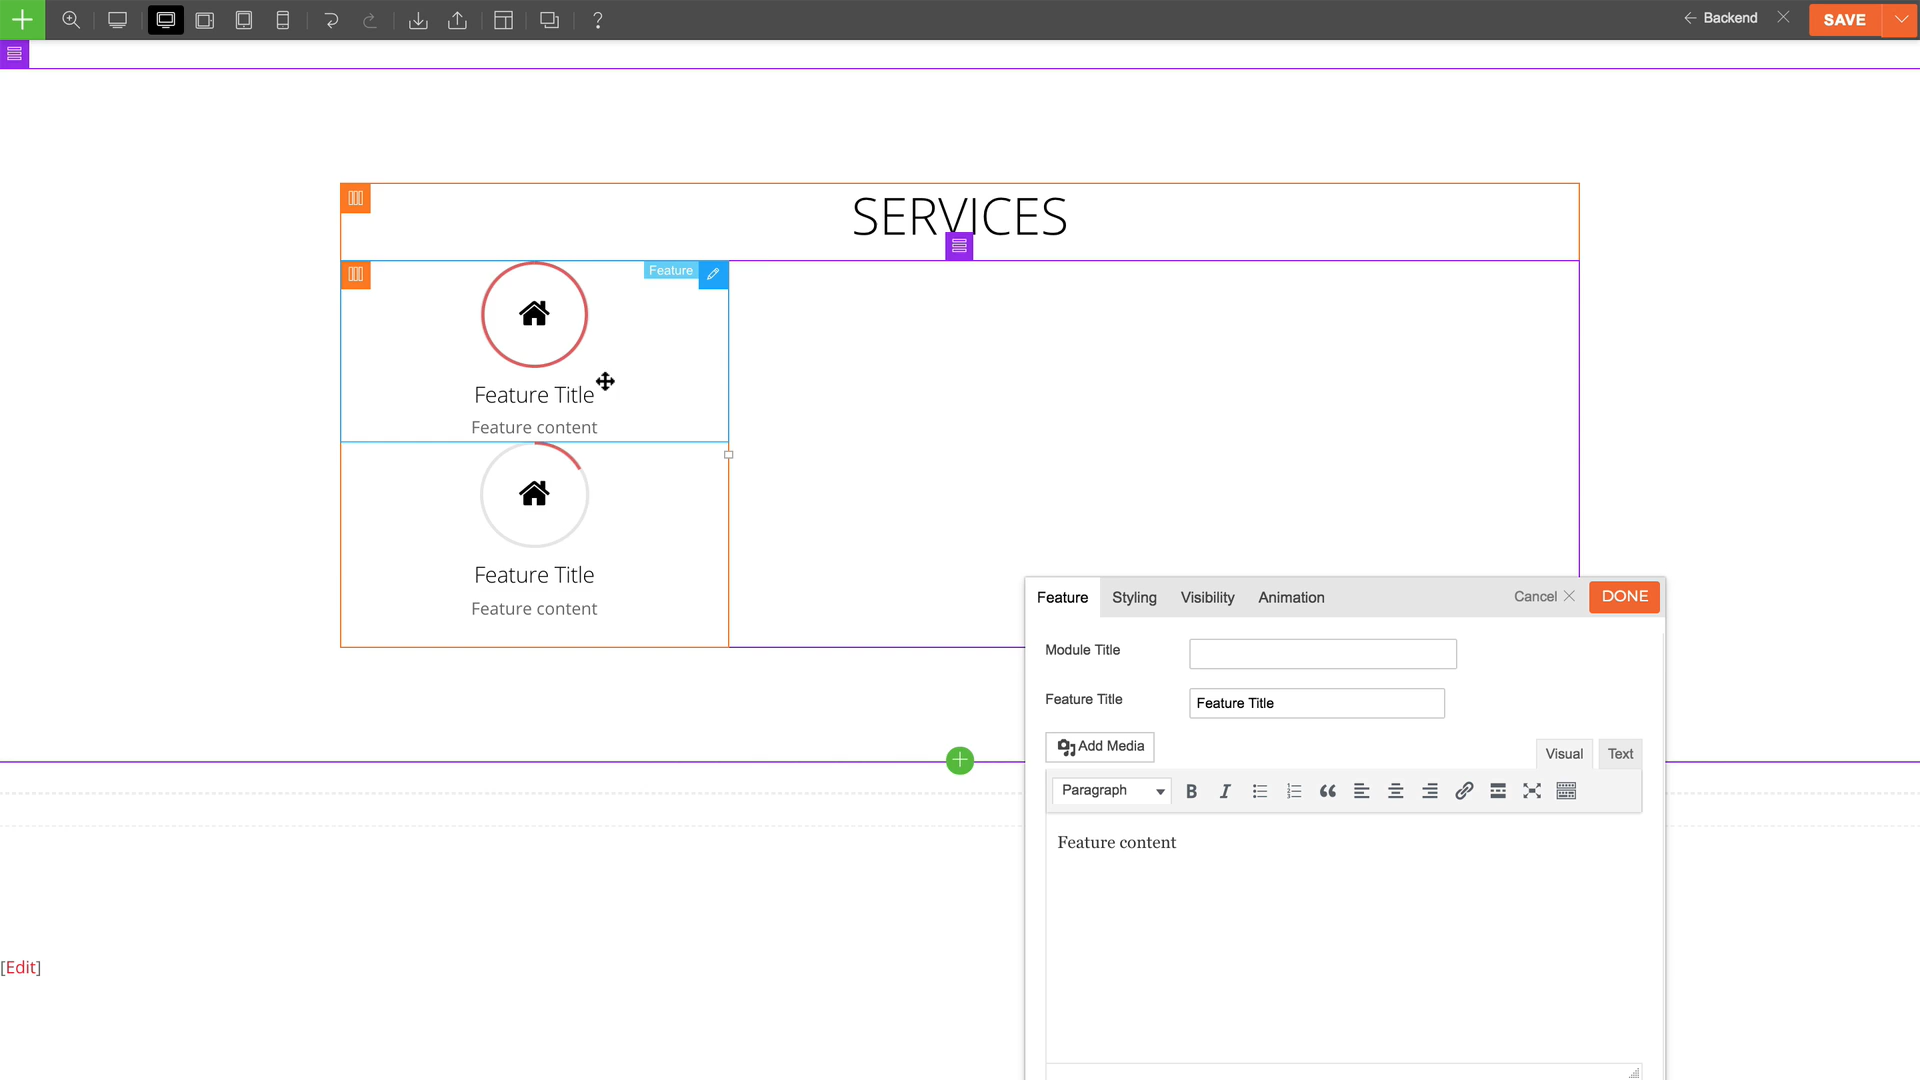 Backend
SAVE
SERVICES
Feature
Feature Title
Feature content
Feature Title
Feature content
Feature Styling Visibility Animation Cancel DONE
Module Title
Feature Title Feature Title
Add Media
Visual Text
Paragraph B I
Feature content
[Edit]